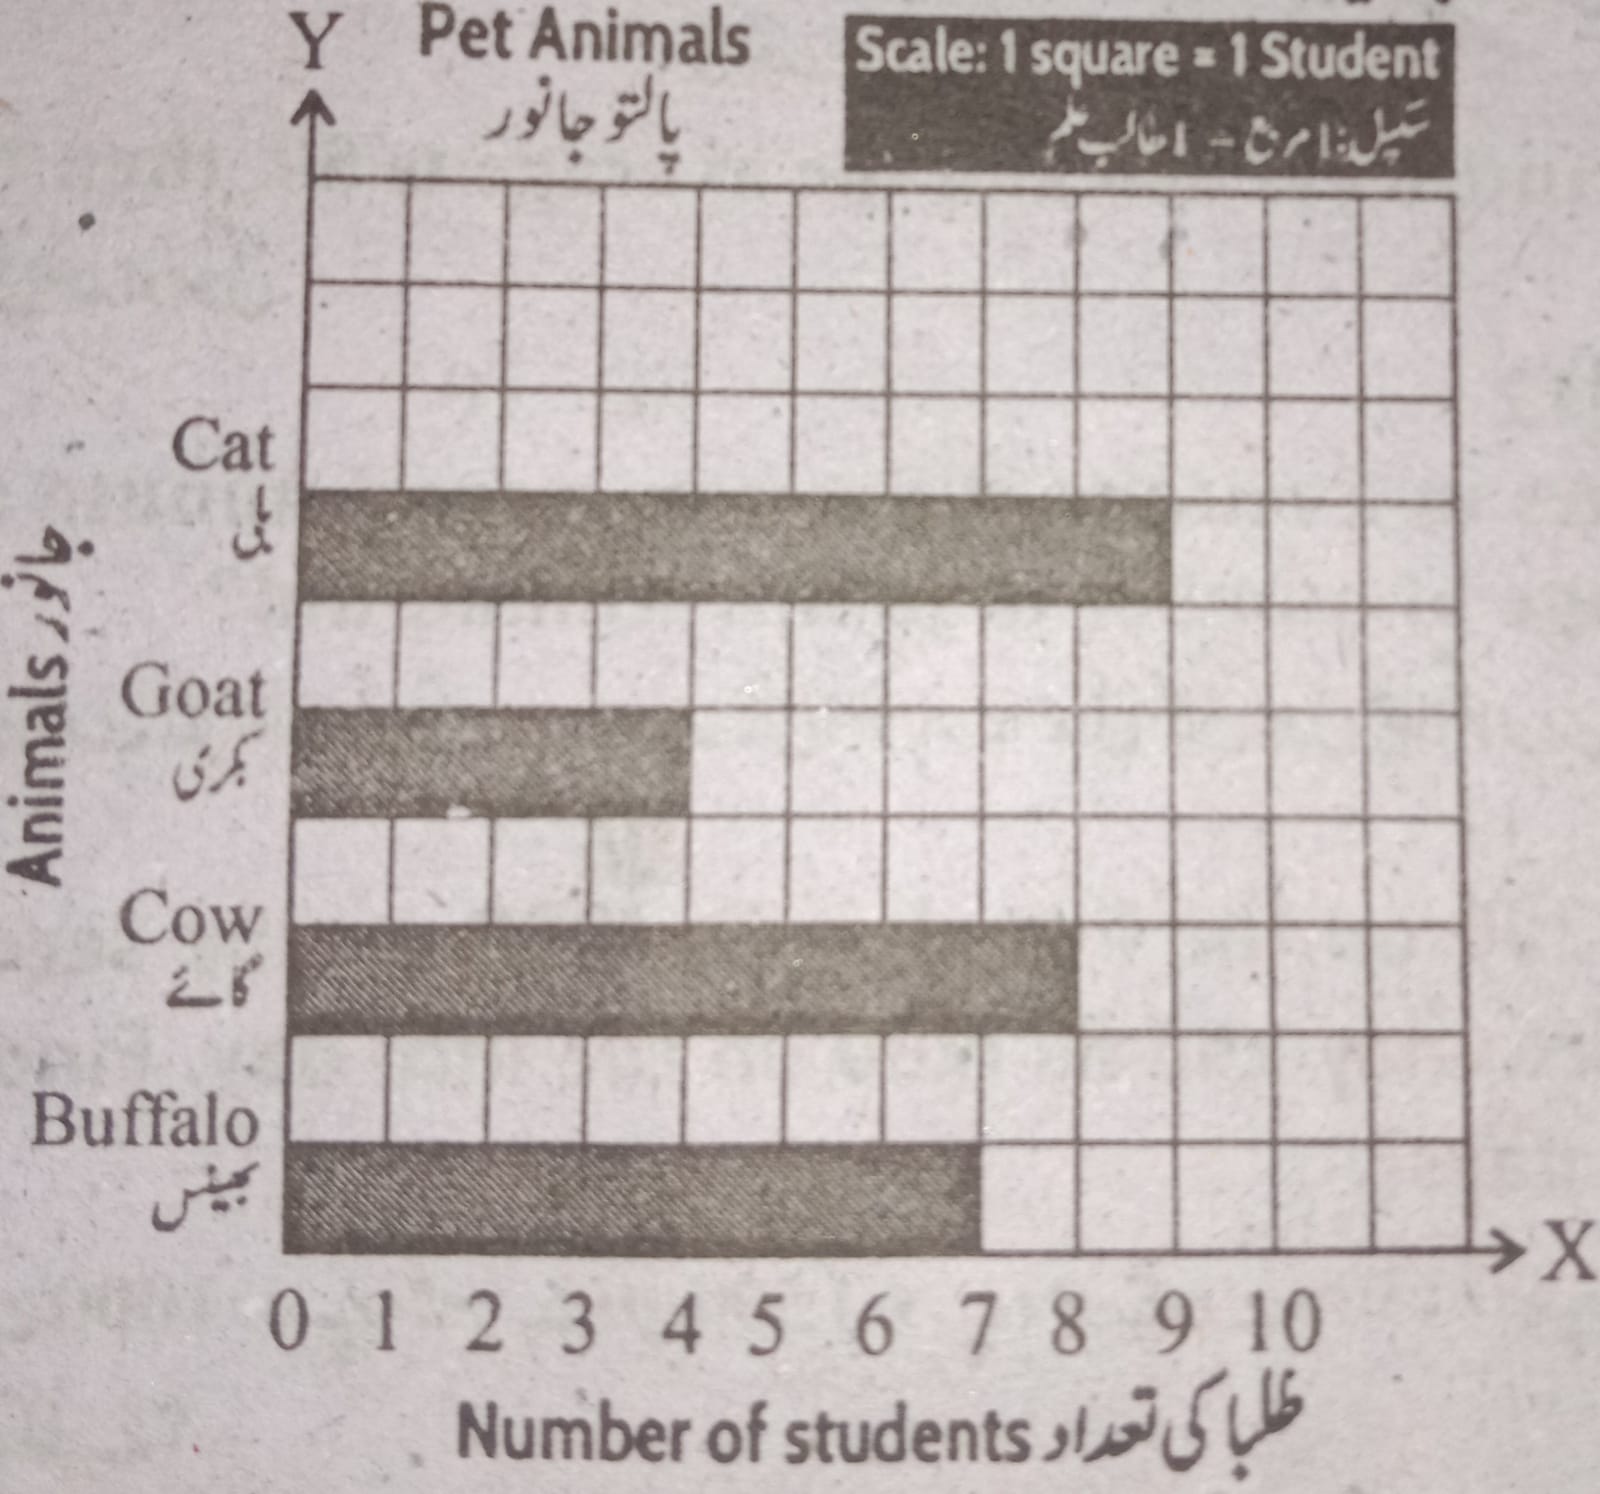 Y
Pet Animals
پالتو جانور
Scale: 1 square = 1 Student
سکیل: 1 مربع = 1 طالب علم
Cat
بلی
Goat
بکری
Cow
گائے
Buffalo
بھینس
Animals جانور
X
0 1 2 3 4 5 6 7 8 9 10
Number of students طلبا کی تعداد